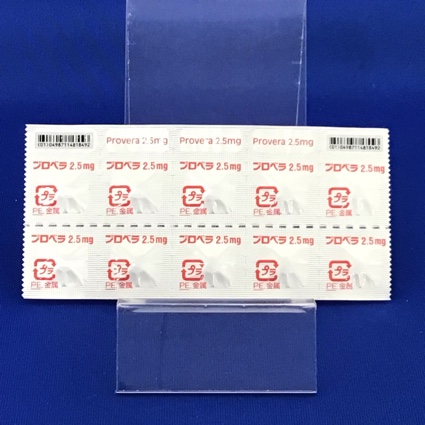 Provera 2.5mg Provera 2.5mg Provera 2.5mg
(01)04987114818492 (01)04987114818492
プロベラ 2.5mg プロベラ 2.5mg プロベラ 2.5mg プロベラ 2.5mg プロベラ 2.5mg
プラ プラ プラ プラ プラ
PE, 金属 PE, 金属 PE, 金属 PE, 金属 PE, 金属
プロベラ 2.5mg プロベラ 2.5mg プロベラ 2.5mg プロベラ 2.5mg プロベラ 2.5mg
プラ プラ プラ プラ プラ
PE, 金属 PE, 金属 PE, 金属 PE, 金属 PE, 金属